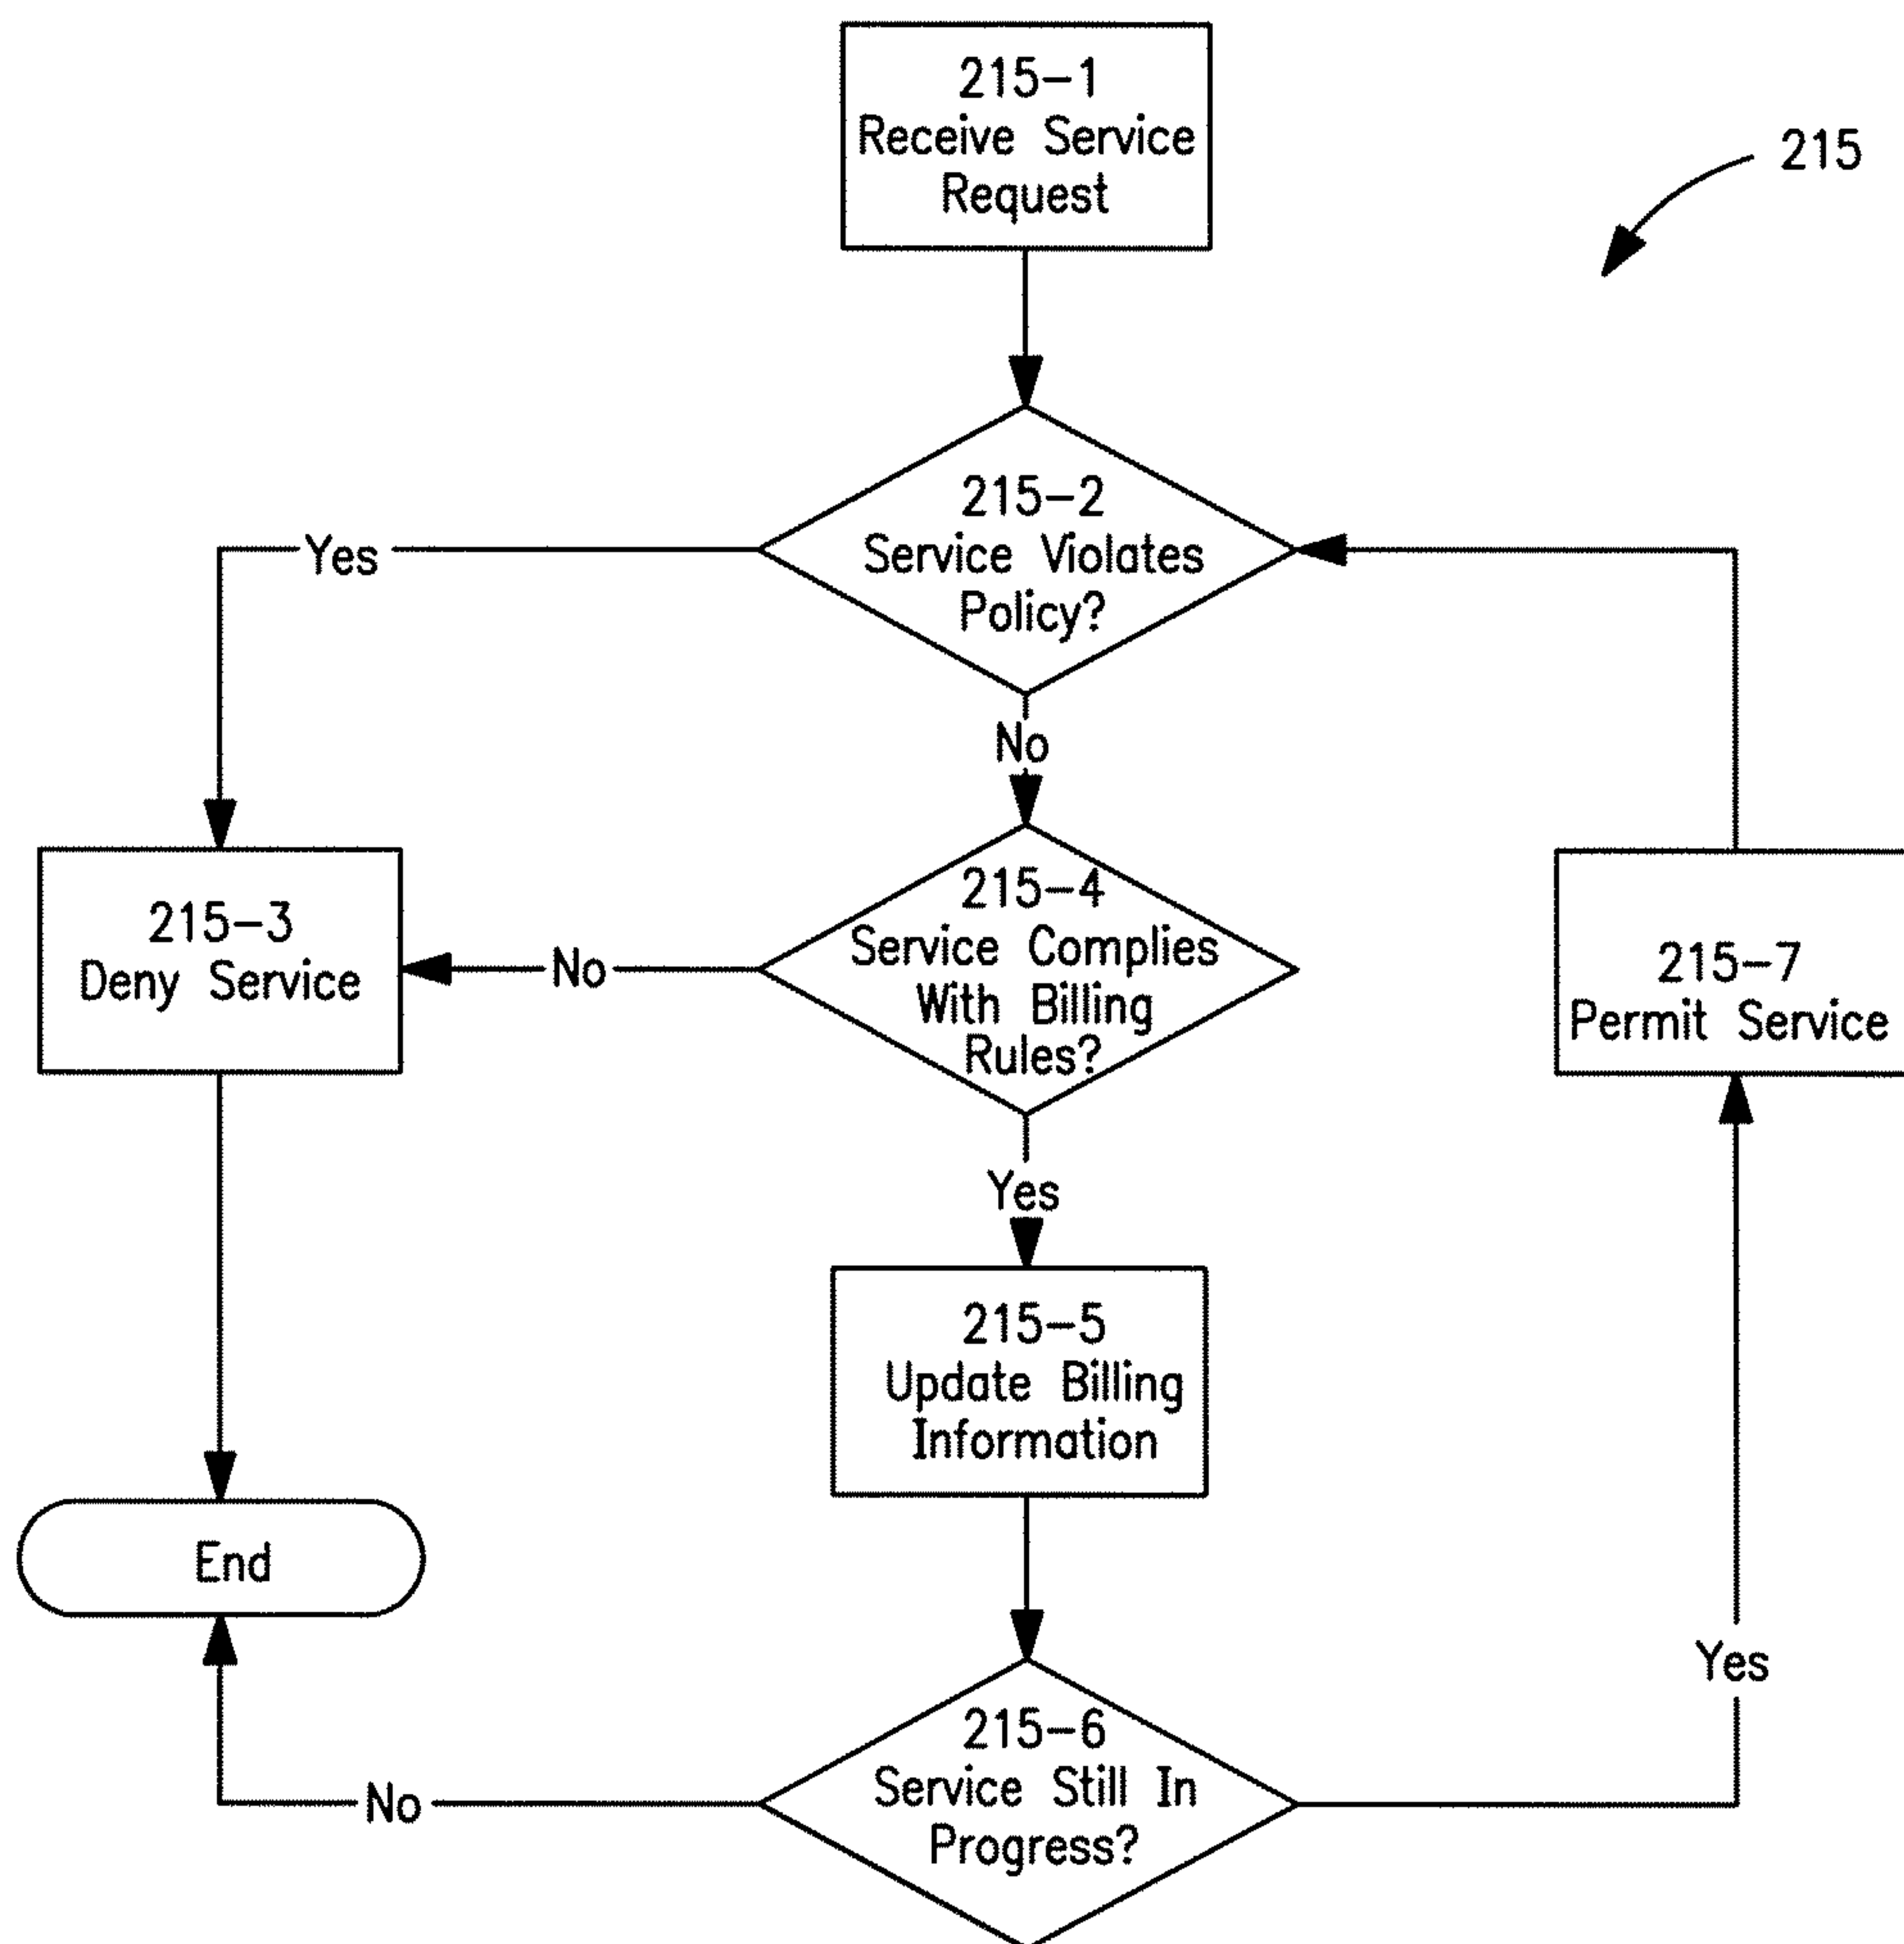 215-1
Receive Service
Request
215
215-2
Service Violates
Policy?
Yes
No
215-3
Deny Service
No
215-4
Service Complies
With Billing
Rules?
215-7
Permit Service
Yes
215-5
Update Billing
Information
End
Yes
215-6
Service Still In
Progress?
No